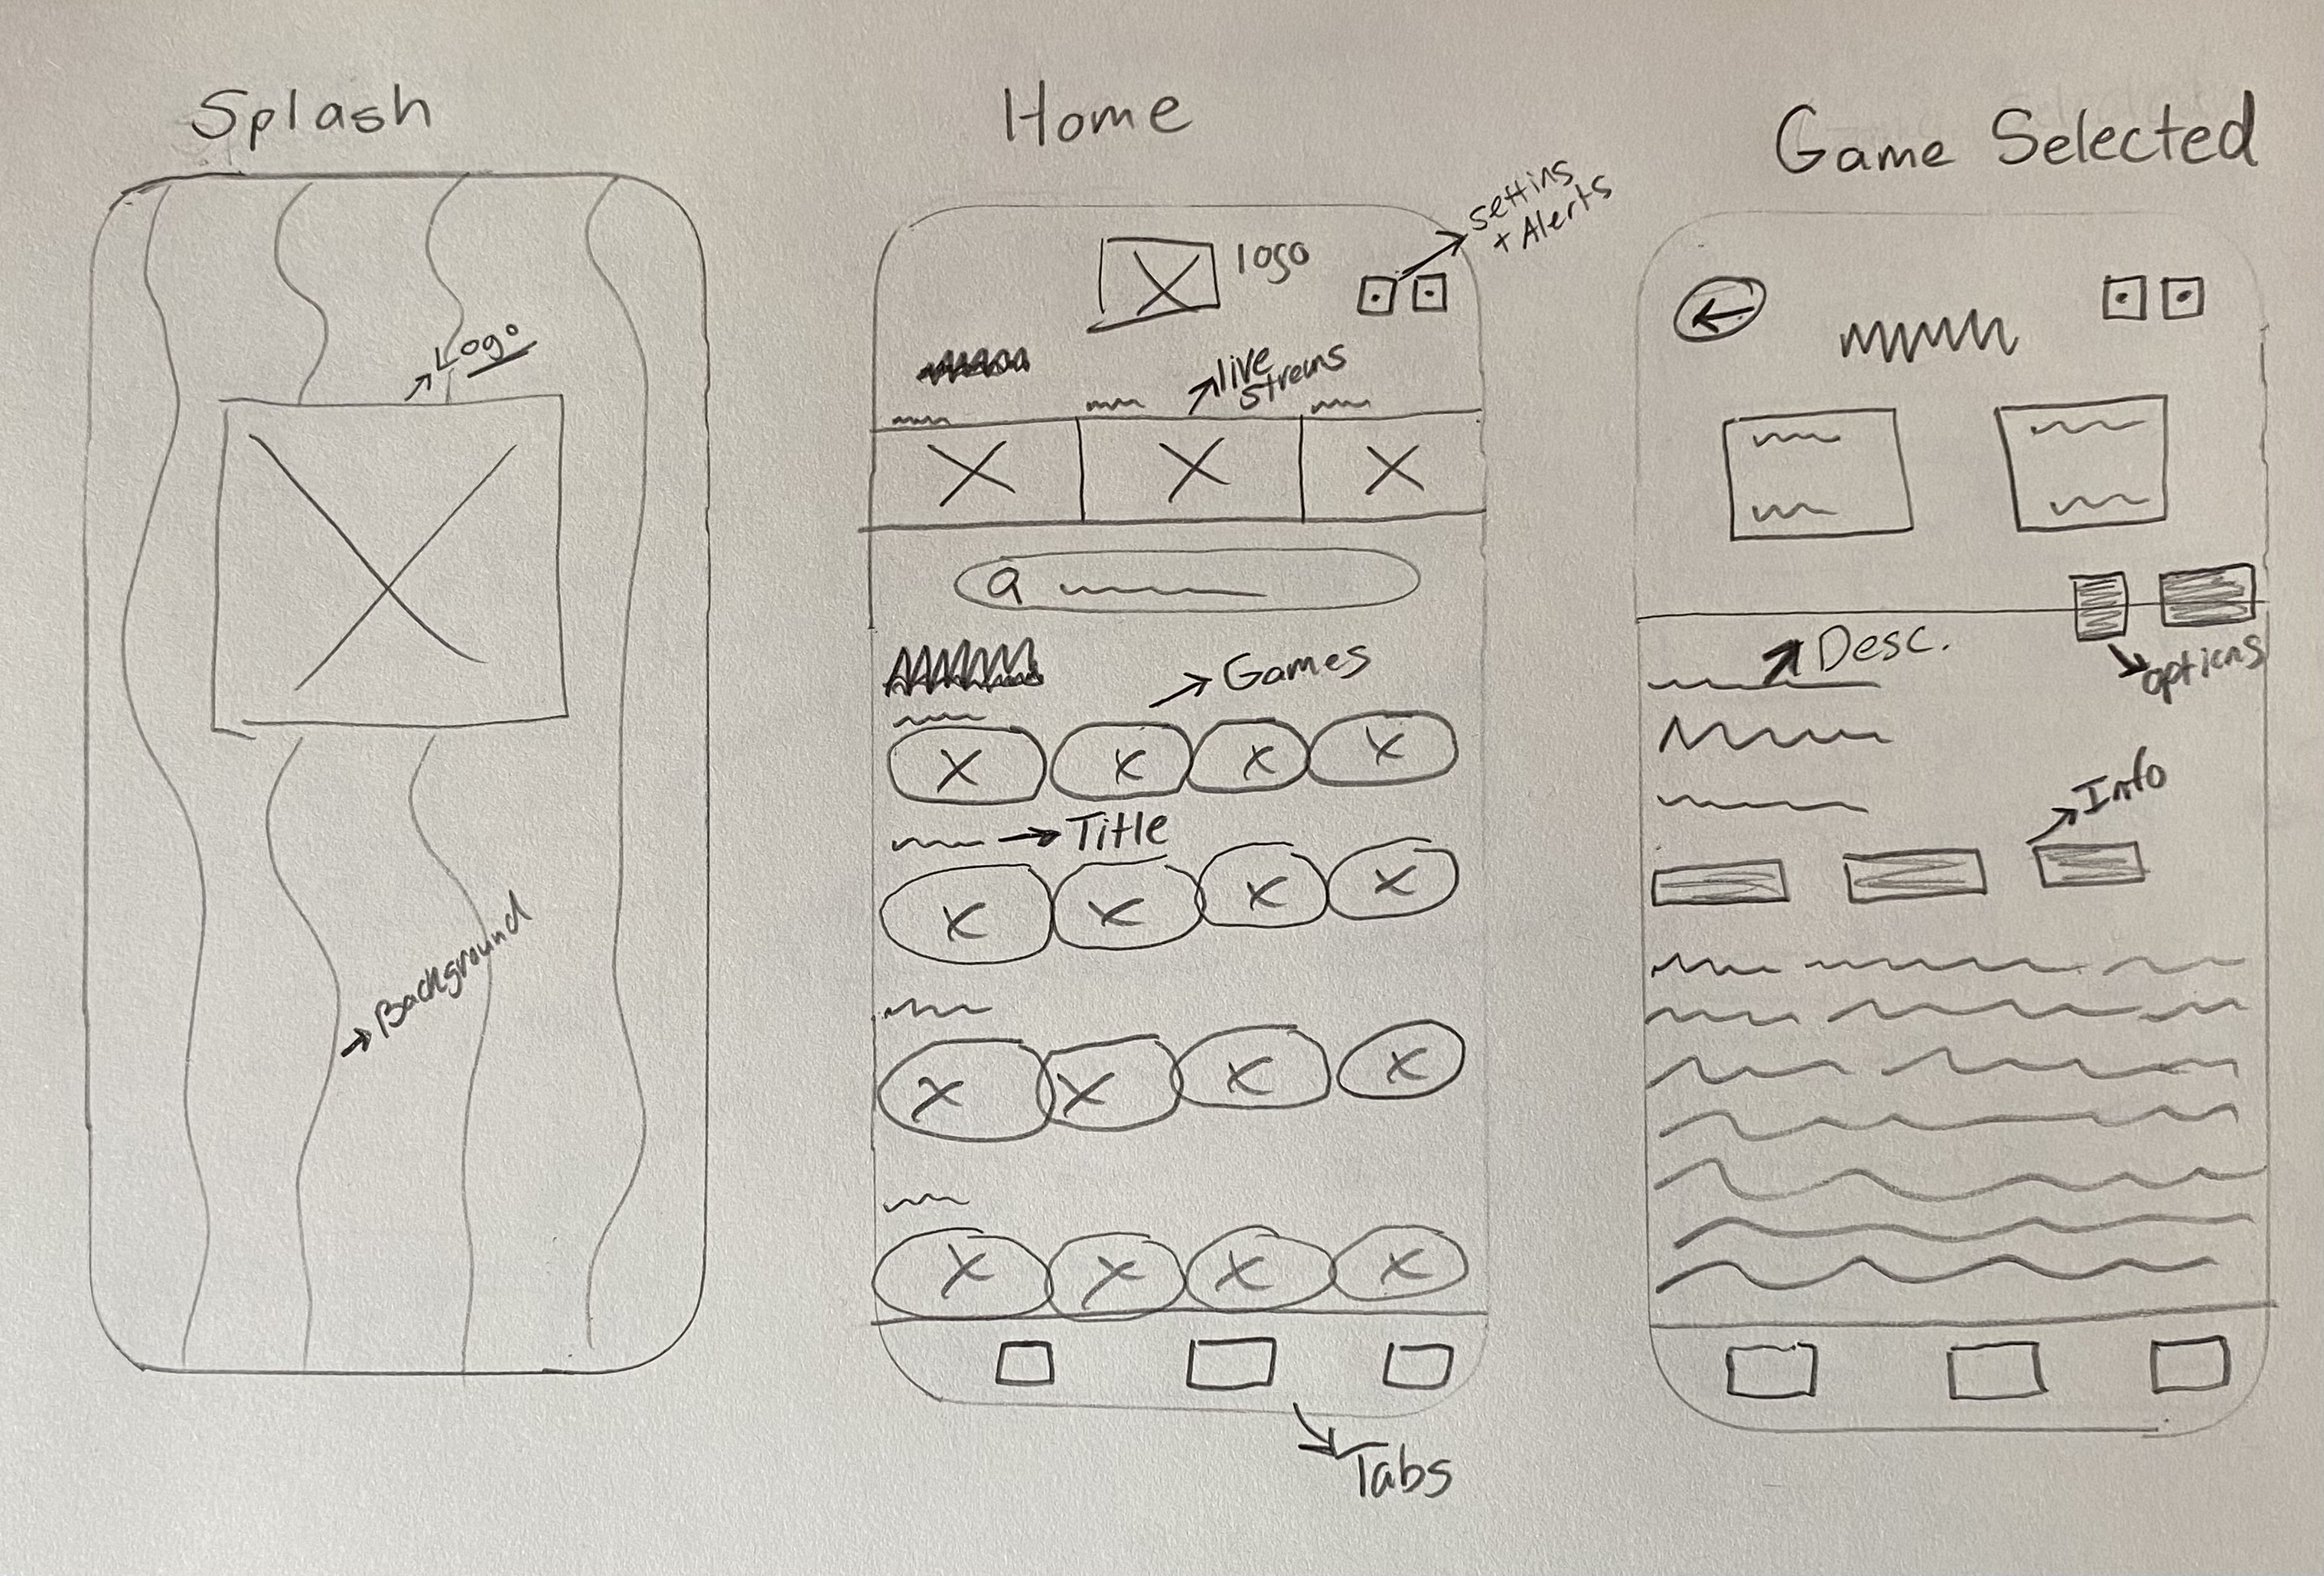 Splash
Logo
Background
Home
settins
+ Alerts
logo
live
streams
Games
Title
Tabs
Game Selected
Desc.
options
Info